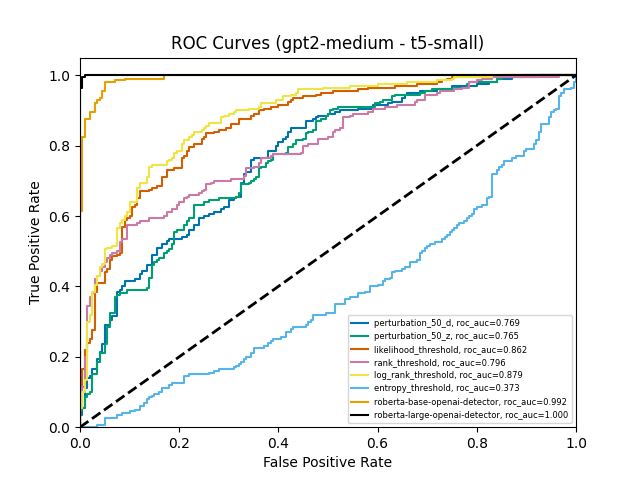 ROC Curves (gpt2-medium - t5-small)
True Positive Rate
1.0
0.8
0.6
0.4
0.2
0.0
perturbation_50_d, roc_auc=0.769
perturbation_50_z, roc_auc=0.765
likelihood_threshold, roc_auc=0.862
rank_threshold, roc_auc=0.796
log_rank_threshold, roc_auc=0.879
entropy_threshold, roc_auc=0.373
roberta-base-openai-detector, roc_auc=0.992
roberta-large-openai-detector, roc_auc=1.000
0.0 0.2 0.4 0.6 0.8 1.0
False Positive Rate